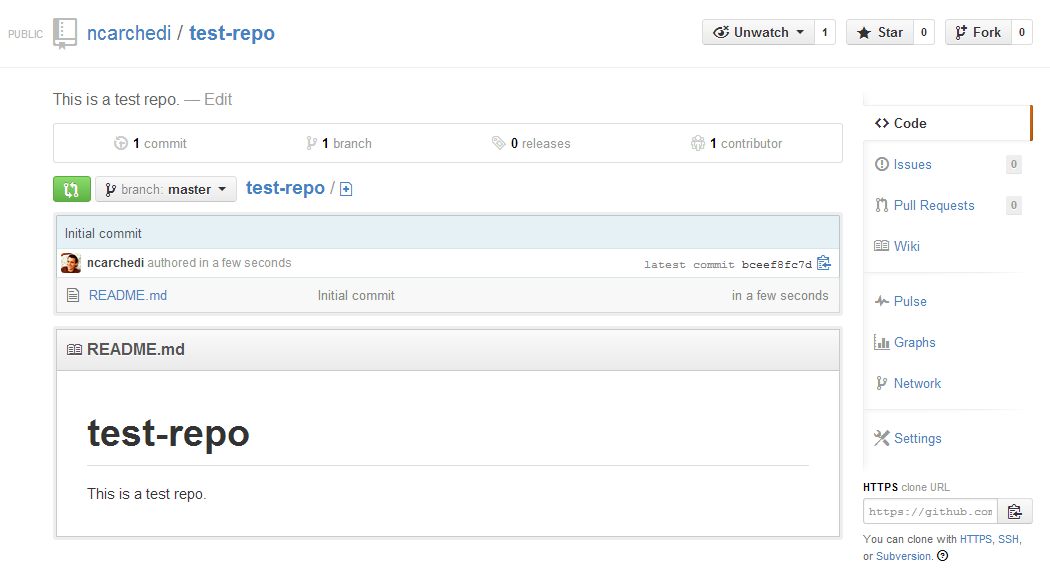 PUBLIC ncarchedi / test-repo Unwatch 1 Star 0 Fork 0
This is a test repo. — Edit
1 commit 1 branch 0 releases 1 contributor
branch: master test-repo /
Initial commit
ncarchedi authored in a few seconds latest commit bceef8fc7d
README.md Initial commit in a few seconds
README.md
test-repo
This is a test repo.
Code
Issues 0
Pull Requests 0
Wiki
Pulse
Graphs
Network
Settings
HTTPS clone URL
https://github.com
You can clone with HTTPS, SSH,
or Subversion.